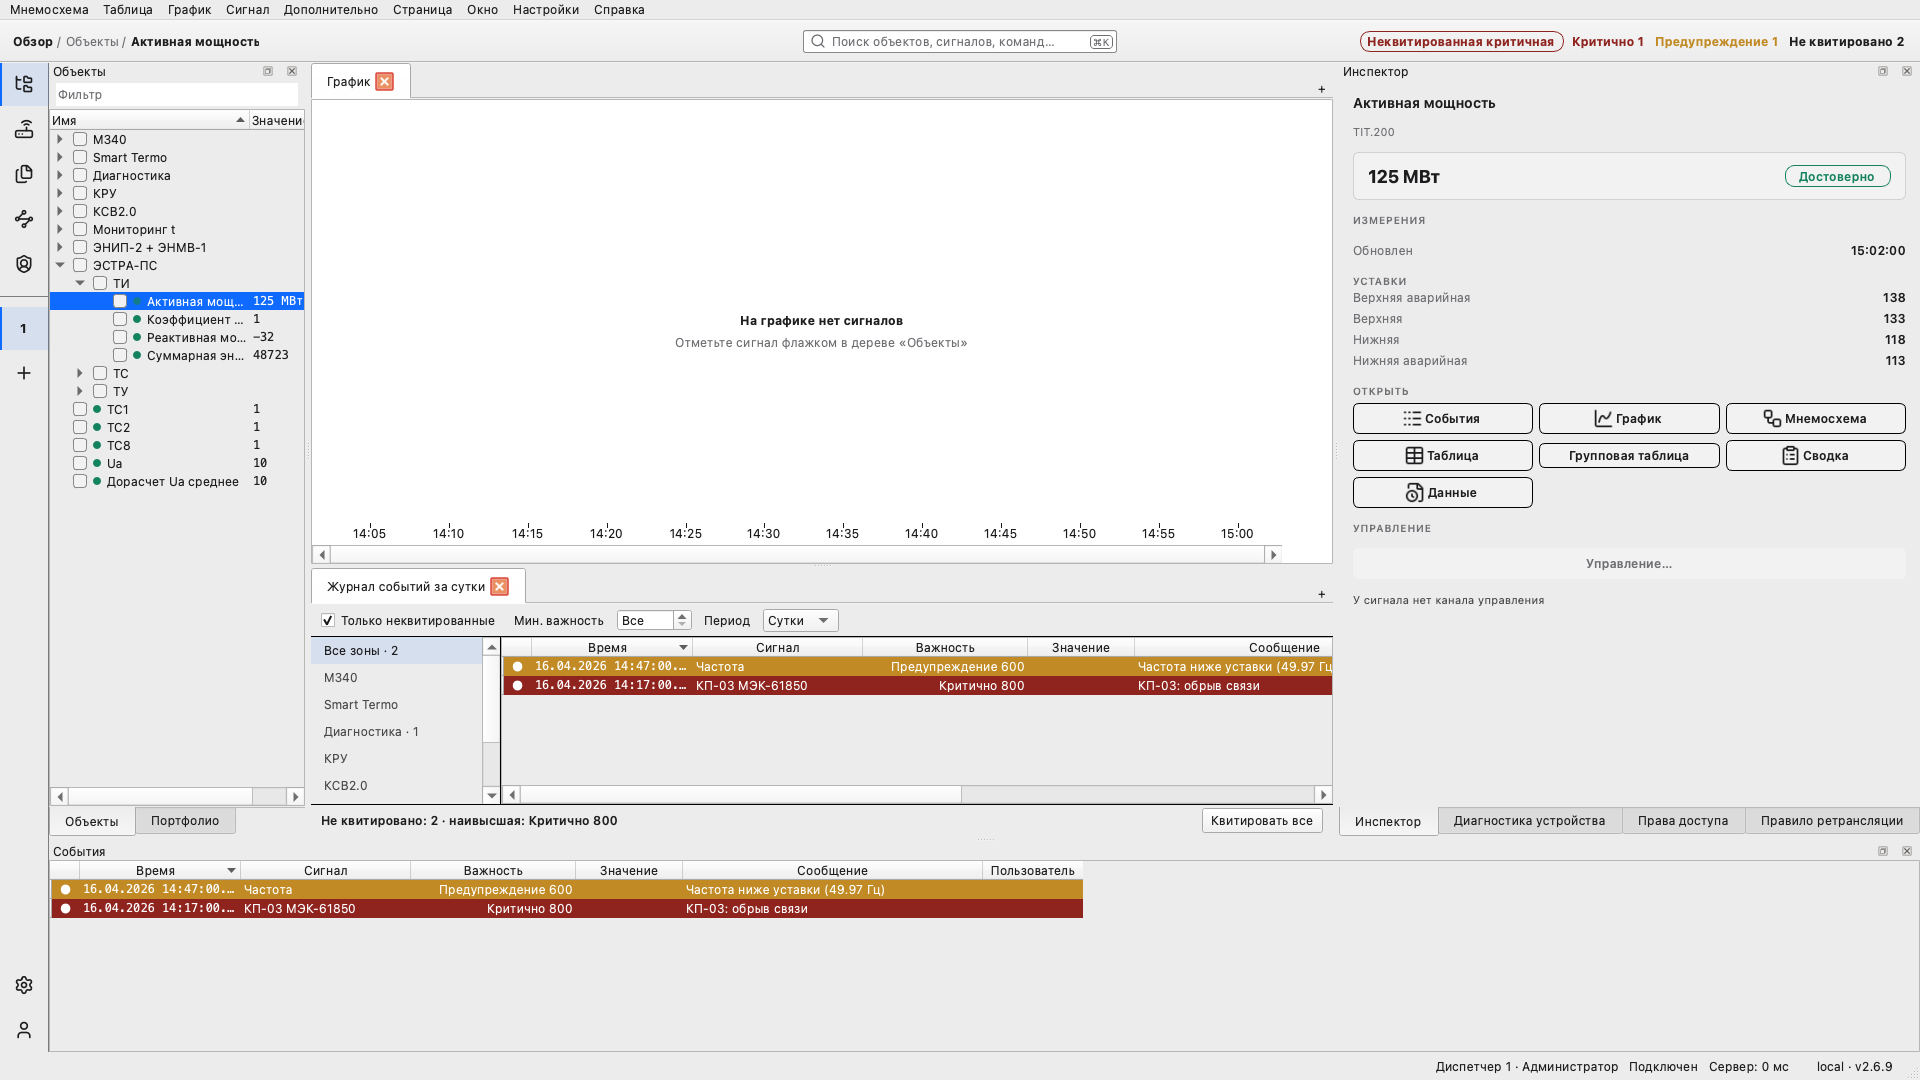 Мнемосхема Таблица График Сигнал Дополнительно Страница Окно Настройки Справка
Обзор / Объекты / Активная мощность
Поиск объектов, сигналов, команд... ⌘K
Неквитированная критичная Критично 1 Предупреждение 1 Не квитировано 2
Объекты
Фильтр
Имя Значени
М340
Smart Termo
Диагностика
КРУ
КСВ2.0
Мониторинг t
ЭНИП-2 + ЭНМВ-1
ЭСТРА-ПС
ТИ
Активная мощ... 125 МВт
Коэффициент ... 1
Реактивная мо... −32
Суммарная эн... 48723
ТС
ТУ
ТС1 1
ТС2 1
ТС8 1
Ua 10
Дорасчет Ua среднее 10
Объекты Портфолио
1
График
+
На графике нет сигналов
Отметьте сигнал флажком в дереве «Объекты»
14:05 14:10 14:15 14:20 14:25 14:30 14:35 14:40 14:45 14:50 14:55 15:00
Журнал событий за сутки
+
Только неквитированные Мин. важность Все Период Сутки
Все зоны · 2
М340
Smart Termo
Диагностика · 1
КРУ
КСВ2.0
Время Сигнал Важность Значение Сообщение
16.04.2026 14:47:00.... Частота Предупреждение 600 Частота ниже уставки (49.97 Гц
16.04.2026 14:17:00.... КП-03 МЭК-61850 Критично 800 КП-03: обрыв связи
Не квитировано: 2 · наивысшая: Критично 800 Квитировать все
Инспектор
Активная мощность
TIT.200
125 МВт Достоверно
ИЗМЕРЕНИЯ
Обновлен 15:02:00
УСТАВКИ
Верхняя аварийная 138
Верхняя 133
Нижняя 118
Нижняя аварийная 113
ОТКРЫТЬ
События График Мнемосхема
Таблица Групповая таблица Сводка
Данные
УПРАВЛЕНИЕ
Управление...
У сигнала нет канала управления
Инспектор Диагностика устройства Права доступа Правило ретрансляции
События
Время Сигнал Важность Значение Сообщение Пользователь
16.04.2026 14:47:00.... Частота Предупреждение 600 Частота ниже уставки (49.97 Гц)
16.04.2026 14:17:00.... КП-03 МЭК-61850 Критично 800 КП-03: обрыв связи
Диспетчер 1 · Администратор Подключен Сервер: 0 мс local · v2.6.9